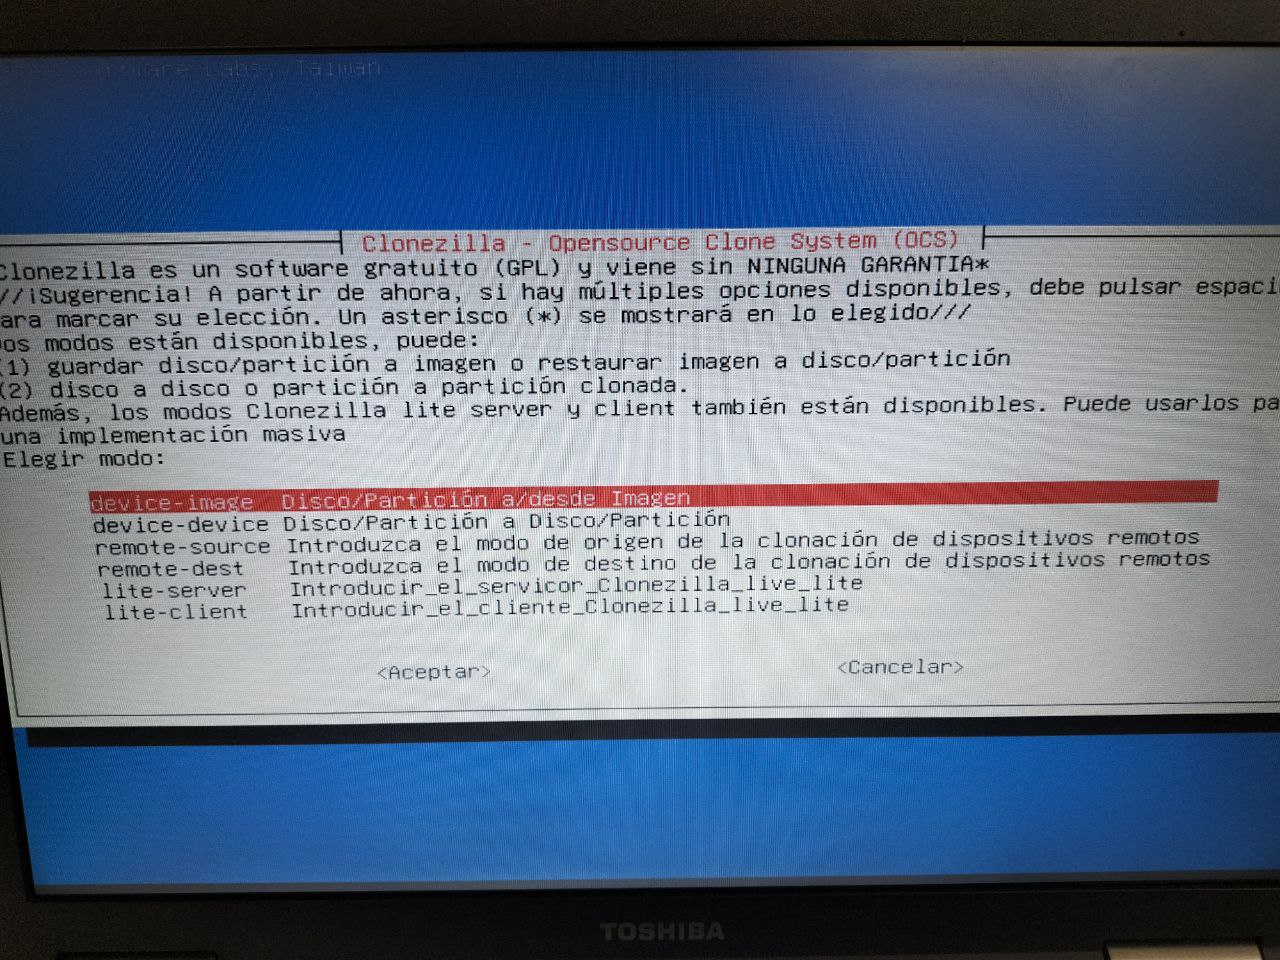 Free Software Labs, Taiwan
Clonezilla - Opensource Clone System (OCS)
Clonezilla es un software gratuito (GPL) y viene sin NINGUNA GARANTIA*
//¡Sugerencia! A partir de ahora, si hay múltiples opciones disponibles, debe pulsar espaci
ara marcar su elección. Un asterisco (*) se mostrará en lo elegido///
os modos están disponibles, puede:
1) guardar disco/partición a imagen o restaurar imagen a disco/partición
(2) disco a disco o partición a partición clonada.
Además, los modos Clonezilla lite server y client también están disponibles. Puede usarlos pa
una implementación masiva
Elegir modo:
device-image Disco/Partición a/desde Imagen
device-device Disco/Partición a Disco/Partición
remote-source Introduzca el modo de origen de la clonación de dispositivos remotos
remote-dest Introduzca el modo de destino de la clonación de dispositivos remotos
lite-server Introducir_el_servicor_Clonezilla_live_lite
lite-client Introducir_el_cliente_Clonezilla_live_lite
<Aceptar> <Cancelar>
TOSHIBA